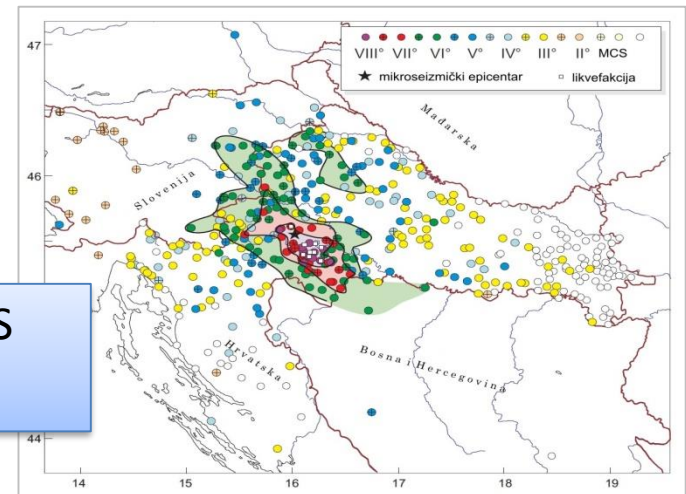 47
VIII° VII° VI° V° IV° III° II° MCS
★ mikroseizmički epicentar □ likvefakcija
Madarska
46
Slovenija
S
Hrvatska
Bosna i Hercegovina
44
14 15 16 17 18 19